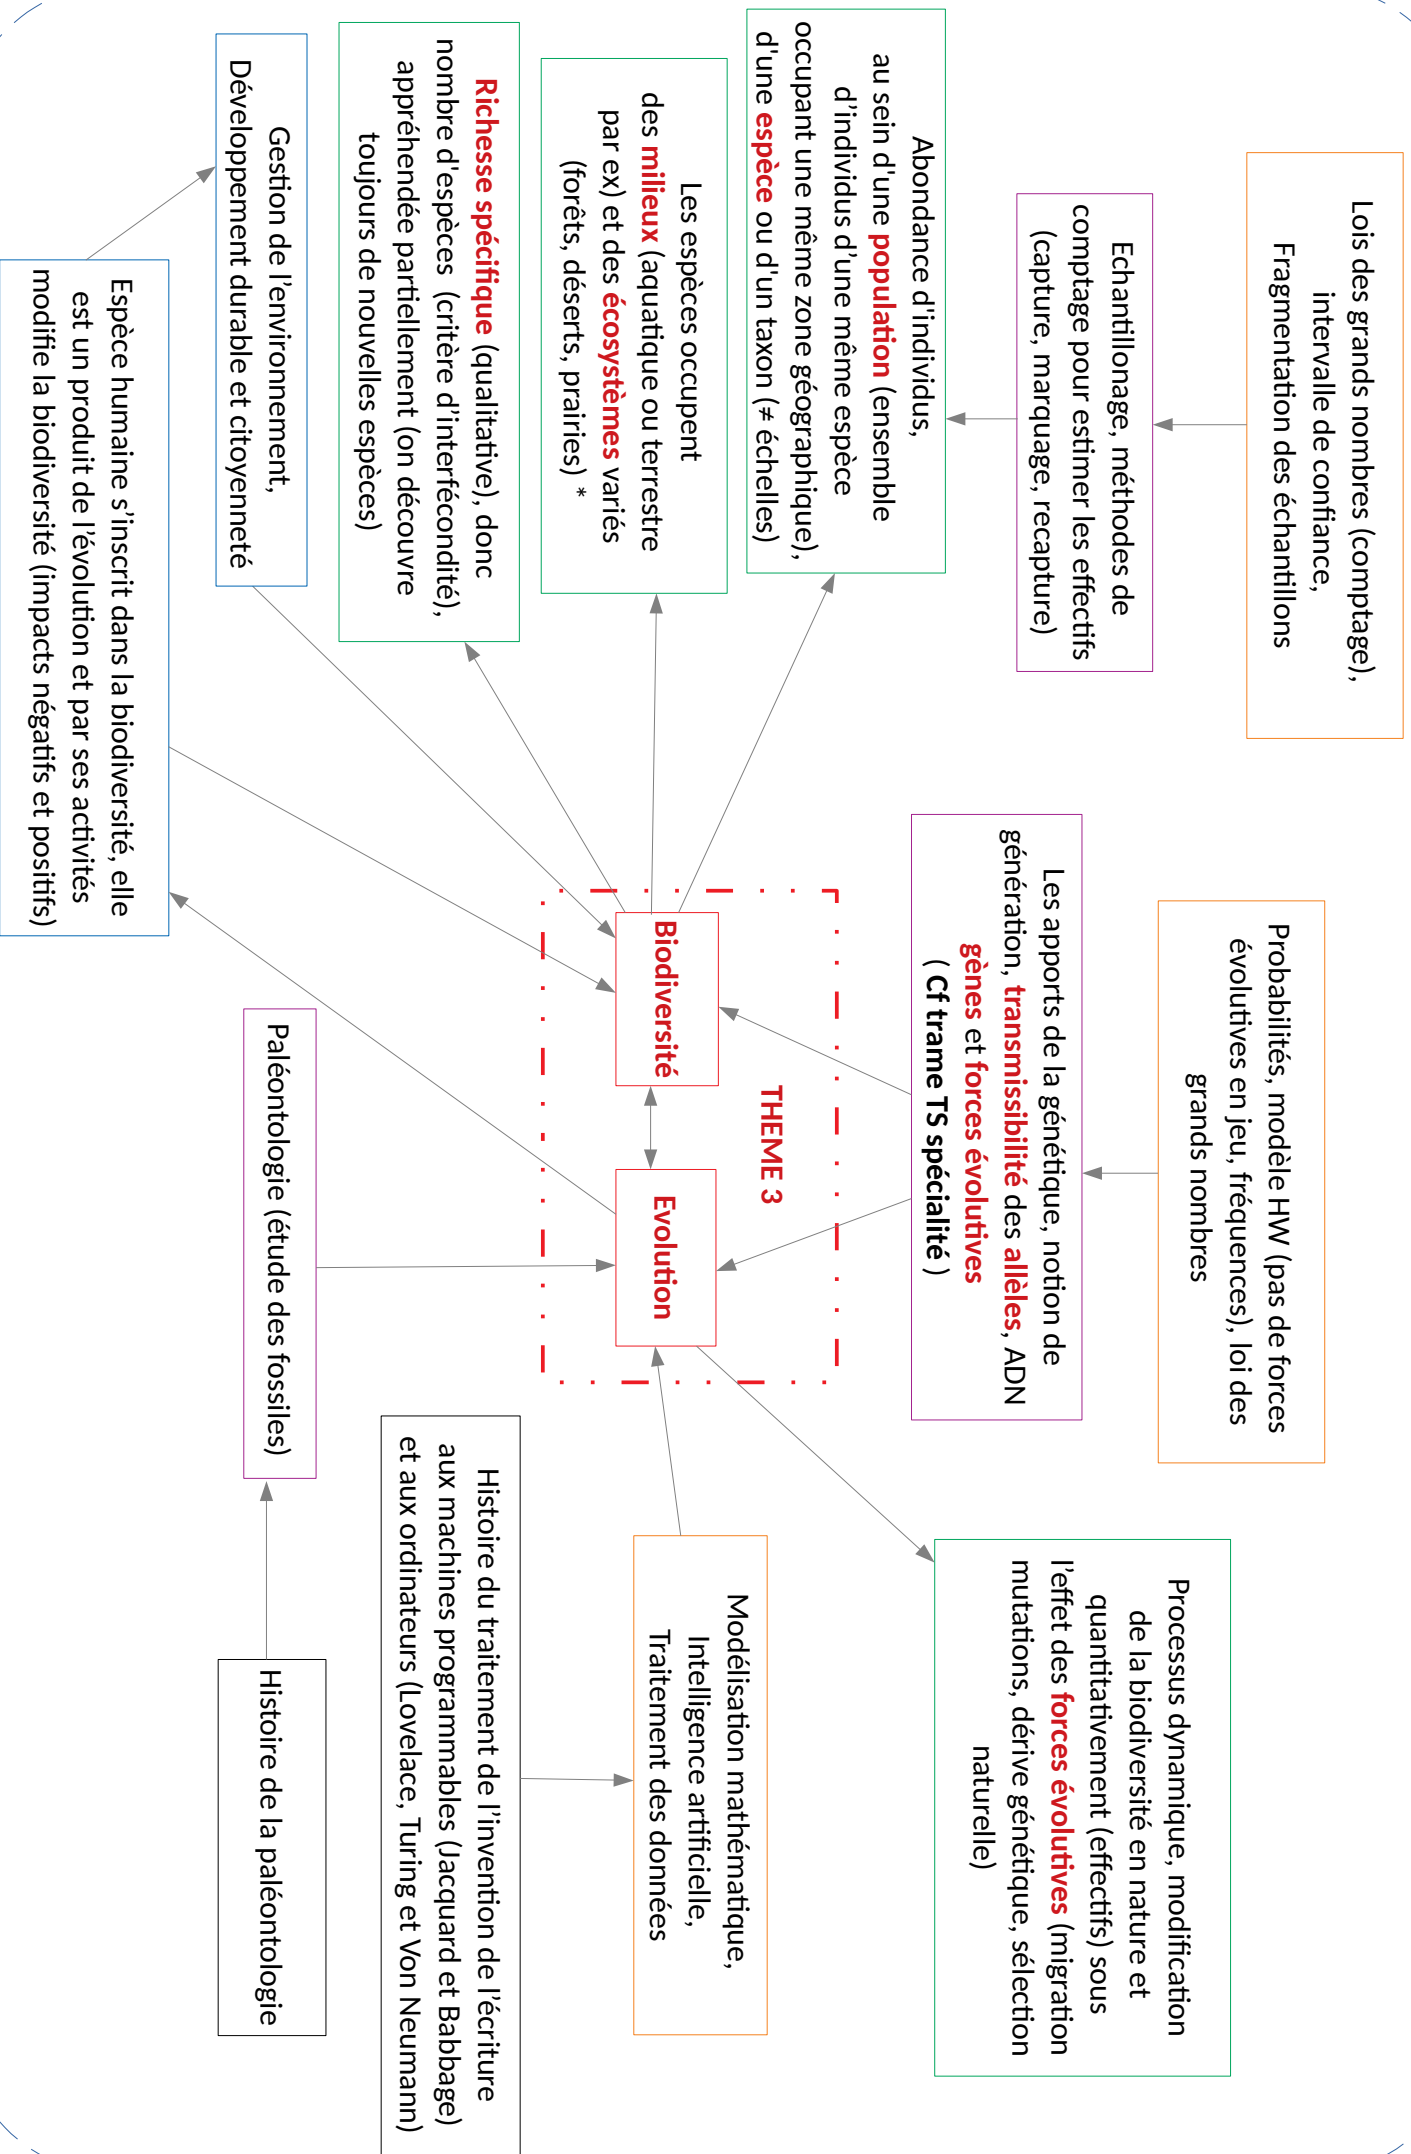 Lois des grands nombres (comptage),
intervalle de confiance,
Fragmentation des échantillons
Probabilités, modèle HW (pas de forces
évolutives en jeu, fréquences), loi des
grands nombres
Echantillonage, méthodes de
comptage pour estimer les effectifs
(capture, marquage, recapture)
Les apports de la génétique, notion de
génération, transmissibilité des allèles, ADN
gènes et forces évolutives
( Cf trame TS spécialité )
Processus dynamique, modification
de la biodiversité en nature et
quantitativement (effectifs) sous
l’effet des forces évolutives (migration
mutations, dérive génétique, sélection
naturelle)
Abondance d'individus,
au sein d'une population (ensemble
d’individus d’une même espèce
occupant une même zone géographique),
d'une espèce ou d'un taxon (≠ échelles)
THEME 3
Les espèces occupent
des milieux (aquatique ou terrestre
par ex) et des écosystèmes variés
(forêts, déserts, prairies) *
Biodiversité
Evolution
Modélisation mathématique,
Intelligence artificielle,
Traitement des données
Richesse spécifique (qualitative), donc
nombre d'espèces (critère d’interfécondité),
appréhendée partiellement (on découvre
toujours de nouvelles espèces)
Histoire du traitement de l’invention de l’écriture
aux machines programmables (Jacquard et Babbage)
et aux ordinateurs (Lovelace, Turing et Von Neumann)
Gestion de l’environnement,
Développement durable et citoyenneté
Paléontologie (étude des fossiles)
Histoire de la paléontologie
Espèce humaine s’inscrit dans la biodiversité, elle
est un produit de l’évolution et par ses activités
modifie la biodiversité (impacts négatifs et positifs)